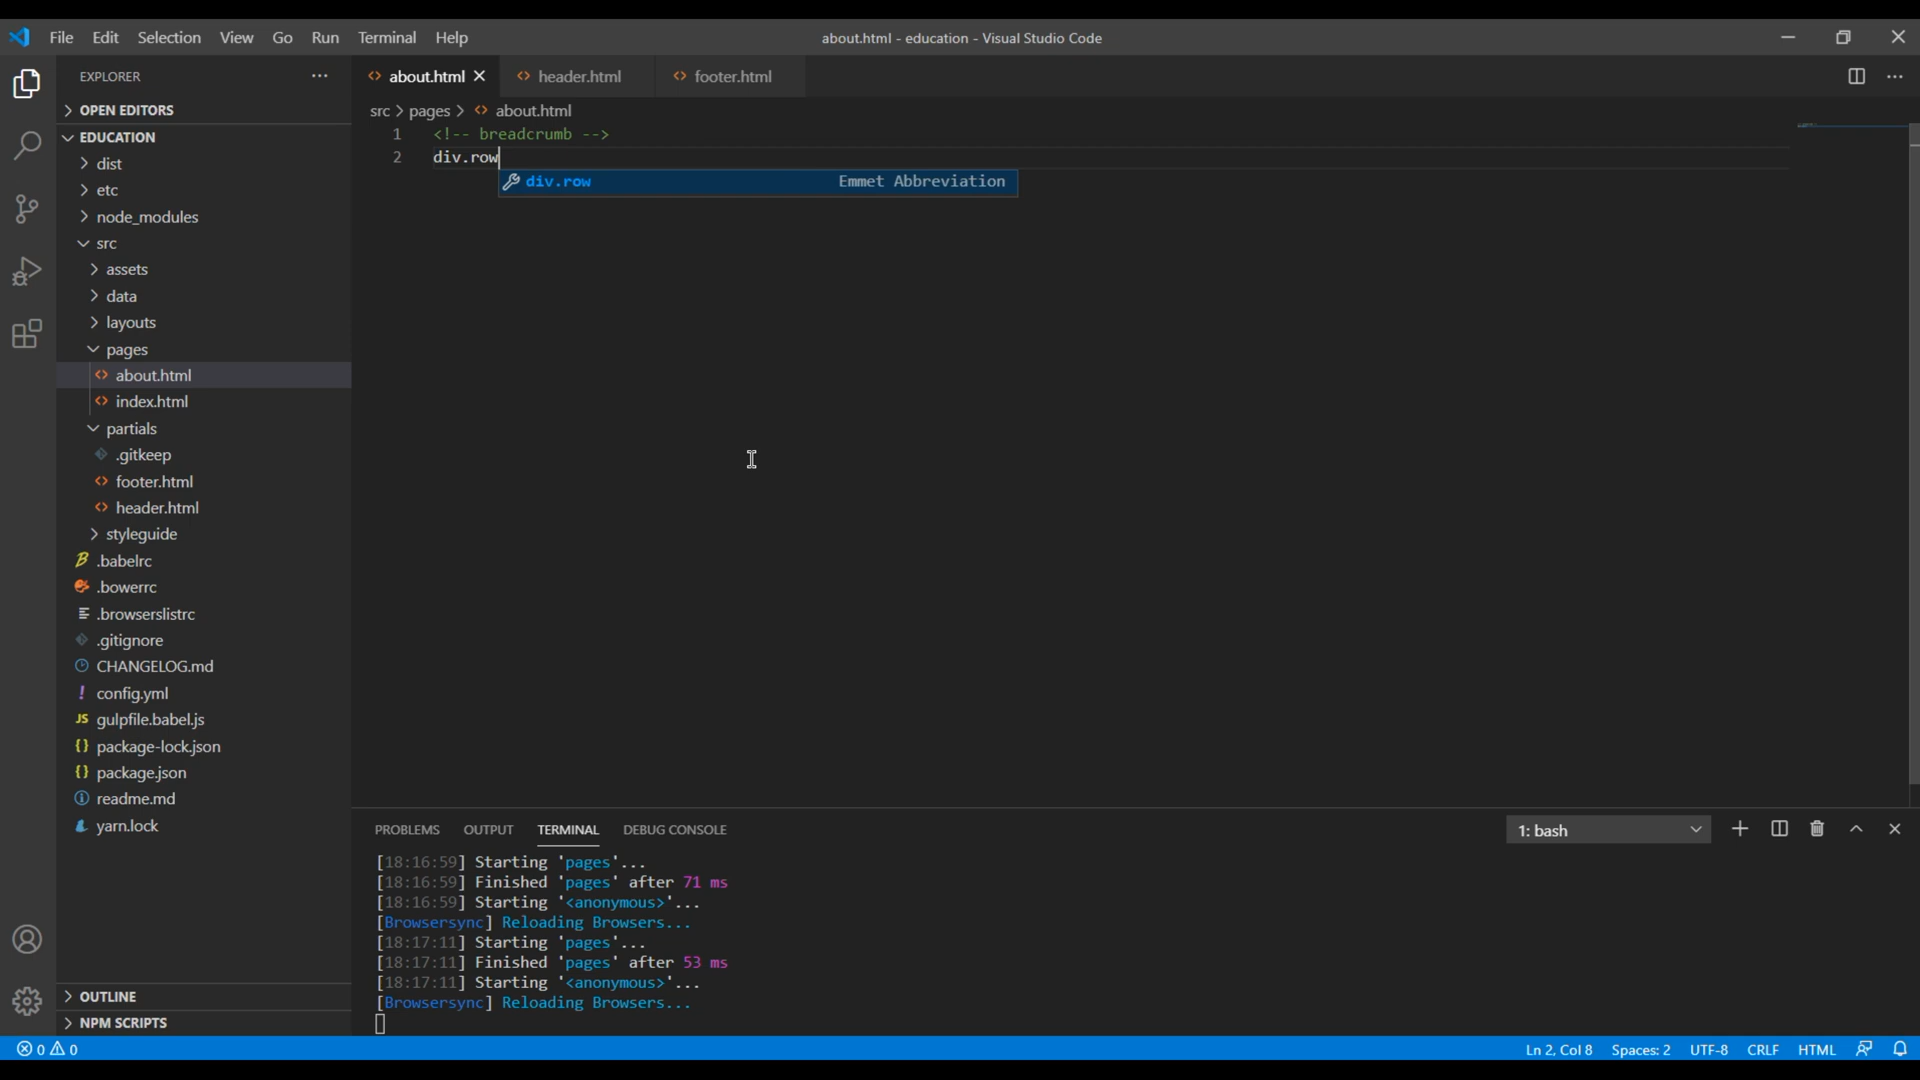 File Edit Selection View Go Run Terminal Help
about.html - education - Visual Studio Code
EXPLORER
OPEN EDITORS
EDUCATION
dist
etc
node_modules
src
assets
data
layouts
pages
about.html
index.html
partials
.gitkeep
footer.html
header.html
styleguide
.babelrc
.bowerrc
.browserslistrc
.gitignore
CHANGELOG.md
config.yml
JS gulpfile.babel.js
{} package-lock.json
{} package.json
readme.md
yarn.lock
OUTLINE
NPM SCRIPTS
about.html header.html footer.html
src > pages > <> about.html
1 <!-- breadcrumb -->
2 div.row
div.row Emmet Abbreviation
PROBLEMS OUTPUT TERMINAL DEBUG CONSOLE
1: bash
[18:16:59] Starting 'pages'...
[18:16:59] Finished 'pages' after 71 ms
[18:16:59] Starting '<anonymous>'...
[Browsersync] Reloading Browsers...
[18:17:11] Starting 'pages'...
[18:17:11] Finished 'pages' after 53 ms
[18:17:11] Starting '<anonymous>'...
[Browsersync] Reloading Browsers...
0 0
Ln 2, Col 8 Spaces: 2 UTF-8 CRLF HTML